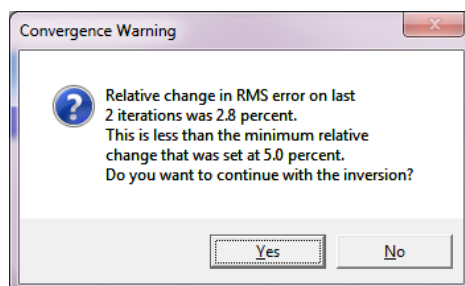 Convergence Warning
Relative change in RMS error on last
2 iterations was 2.8 percent.
This is less than the minimum relative
change that was set at 5.0 percent.
Do you want to continue with the inversion?
Yes
No